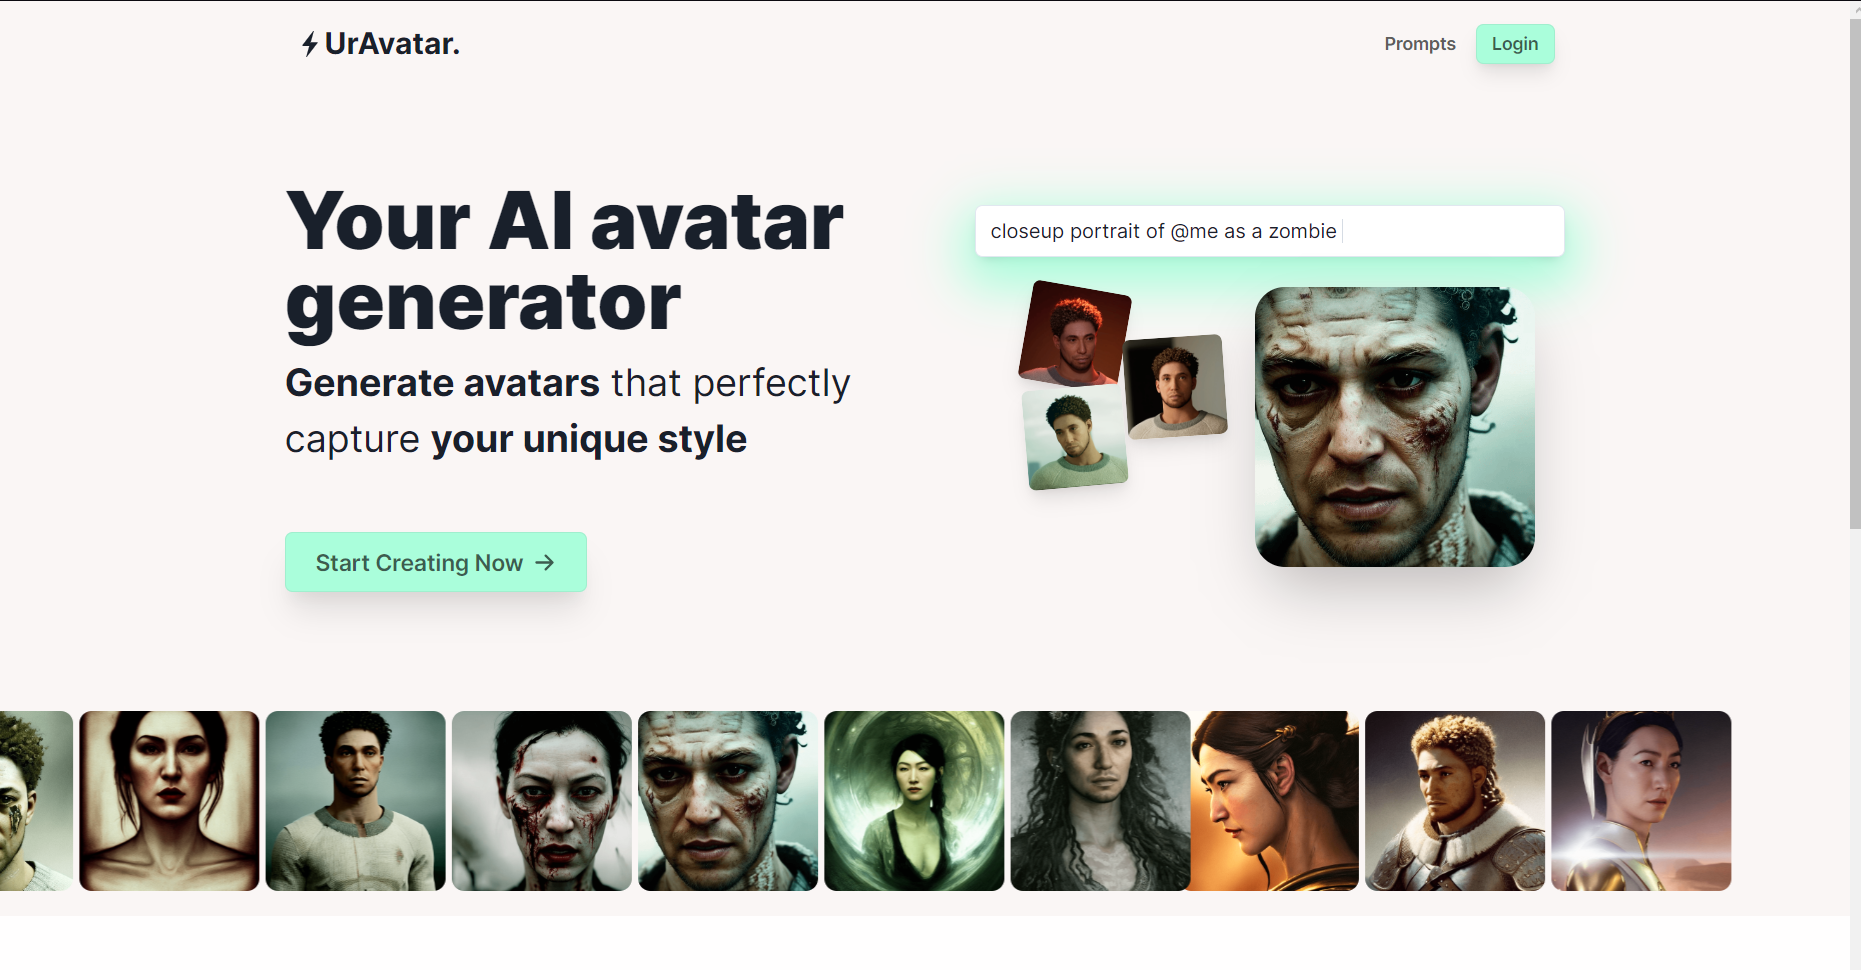 UrAvatar.
Prompts
Login
Your AI avatar
generator
Generate avatars that perfectly
capture your unique style
Start Creating Now →
closeup portrait of @me as a zombie